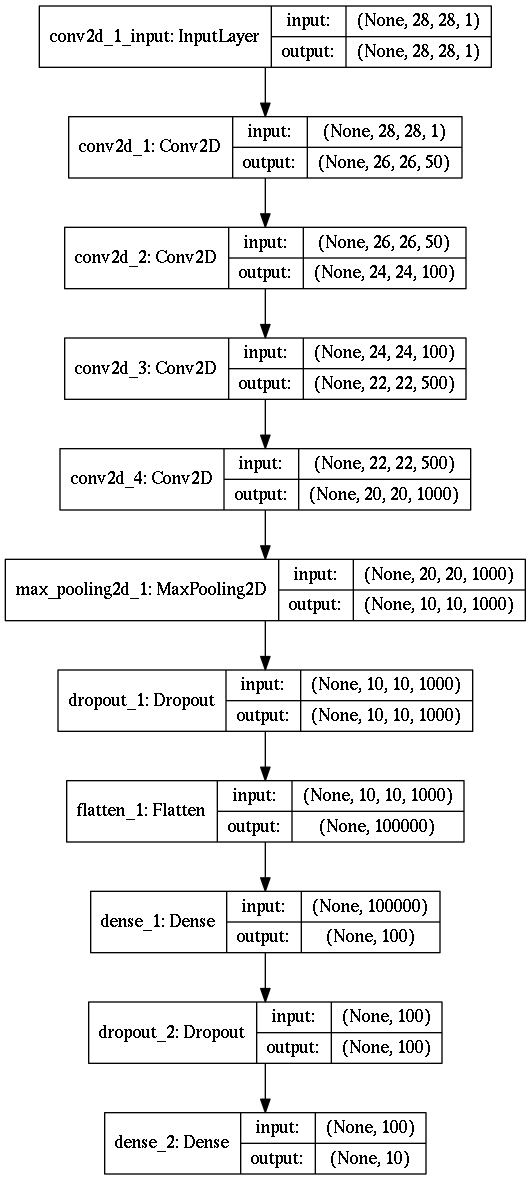 conv2d_1_input: InputLayer
input: (None, 28, 28, 1)
output: (None, 28, 28, 1)
conv2d_1: Conv2D
input: (None, 28, 28, 1)
output: (None, 26, 26, 50)
conv2d_2: Conv2D
input: (None, 26, 26, 50)
output: (None, 24, 24, 100)
conv2d_3: Conv2D
input: (None, 24, 24, 100)
output: (None, 22, 22, 500)
conv2d_4: Conv2D
input: (None, 22, 22, 500)
output: (None, 20, 20, 1000)
max_pooling2d_1: MaxPooling2D
input: (None, 20, 20, 1000)
output: (None, 10, 10, 1000)
dropout_1: Dropout
input: (None, 10, 10, 1000)
output: (None, 10, 10, 1000)
flatten_1: Flatten
input: (None, 10, 10, 1000)
output: (None, 100000)
dense_1: Dense
input: (None, 100000)
output: (None, 100)
dropout_2: Dropout
input: (None, 100)
output: (None, 100)
dense_2: Dense
input: (None, 100)
output: (None, 10)